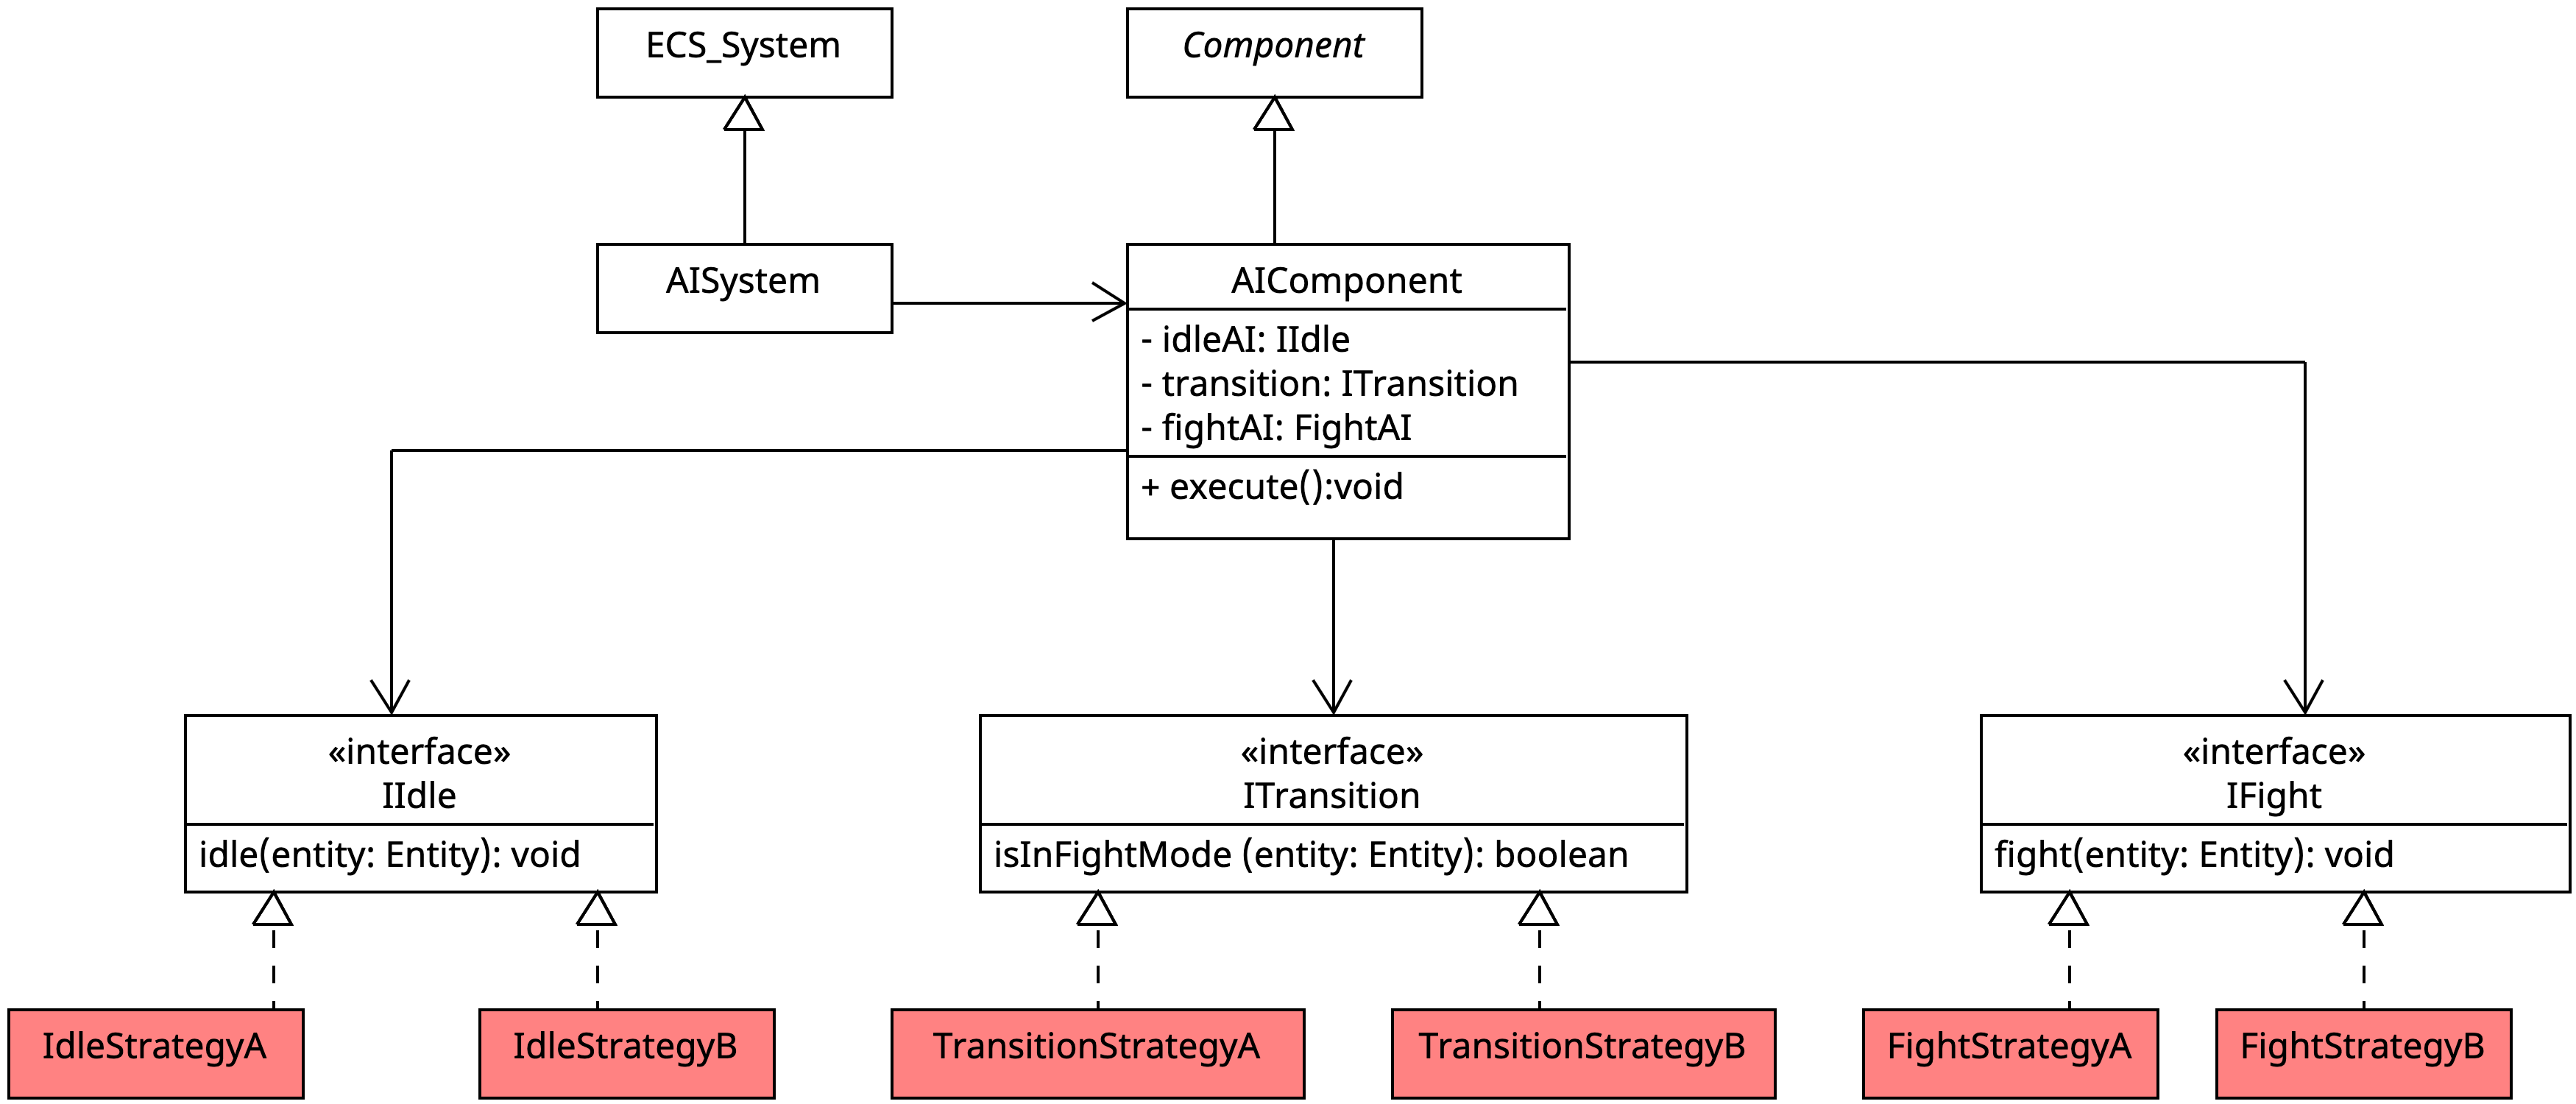 ECS_System
Component
AISystem
AIComponent
- idleAI: IIdle
- transition: ITransition
- fightAI: FightAI
+ execute():void
«interface»
IIdle
idle(entity: Entity): void
«interface»
ITransition
isInFightMode (entity: Entity): boolean
«interface»
IFight
fight(entity: Entity): void
IdleStrategyA
IdleStrategyB
TransitionStrategyA
TransitionStrategyB
FightStrategyA
FightStrategyB